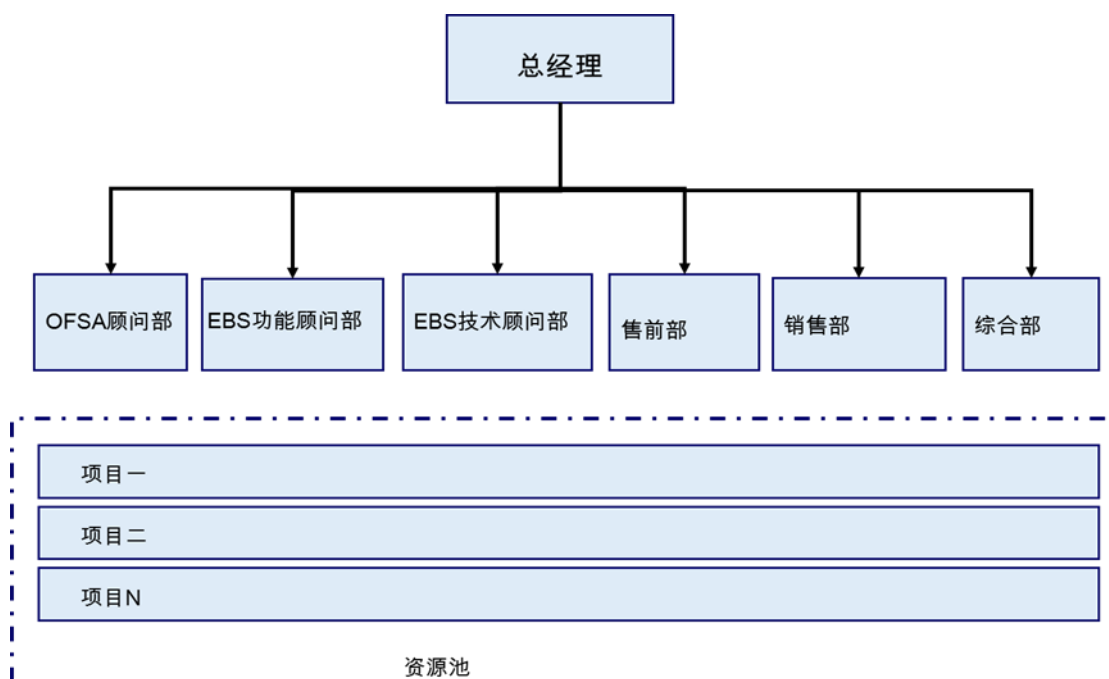 总经理
OFSA顾问部
EBS功能顾问部
EBS技术顾问部
售前部
销售部
综合部
项目一
项目二
项目N
资源池